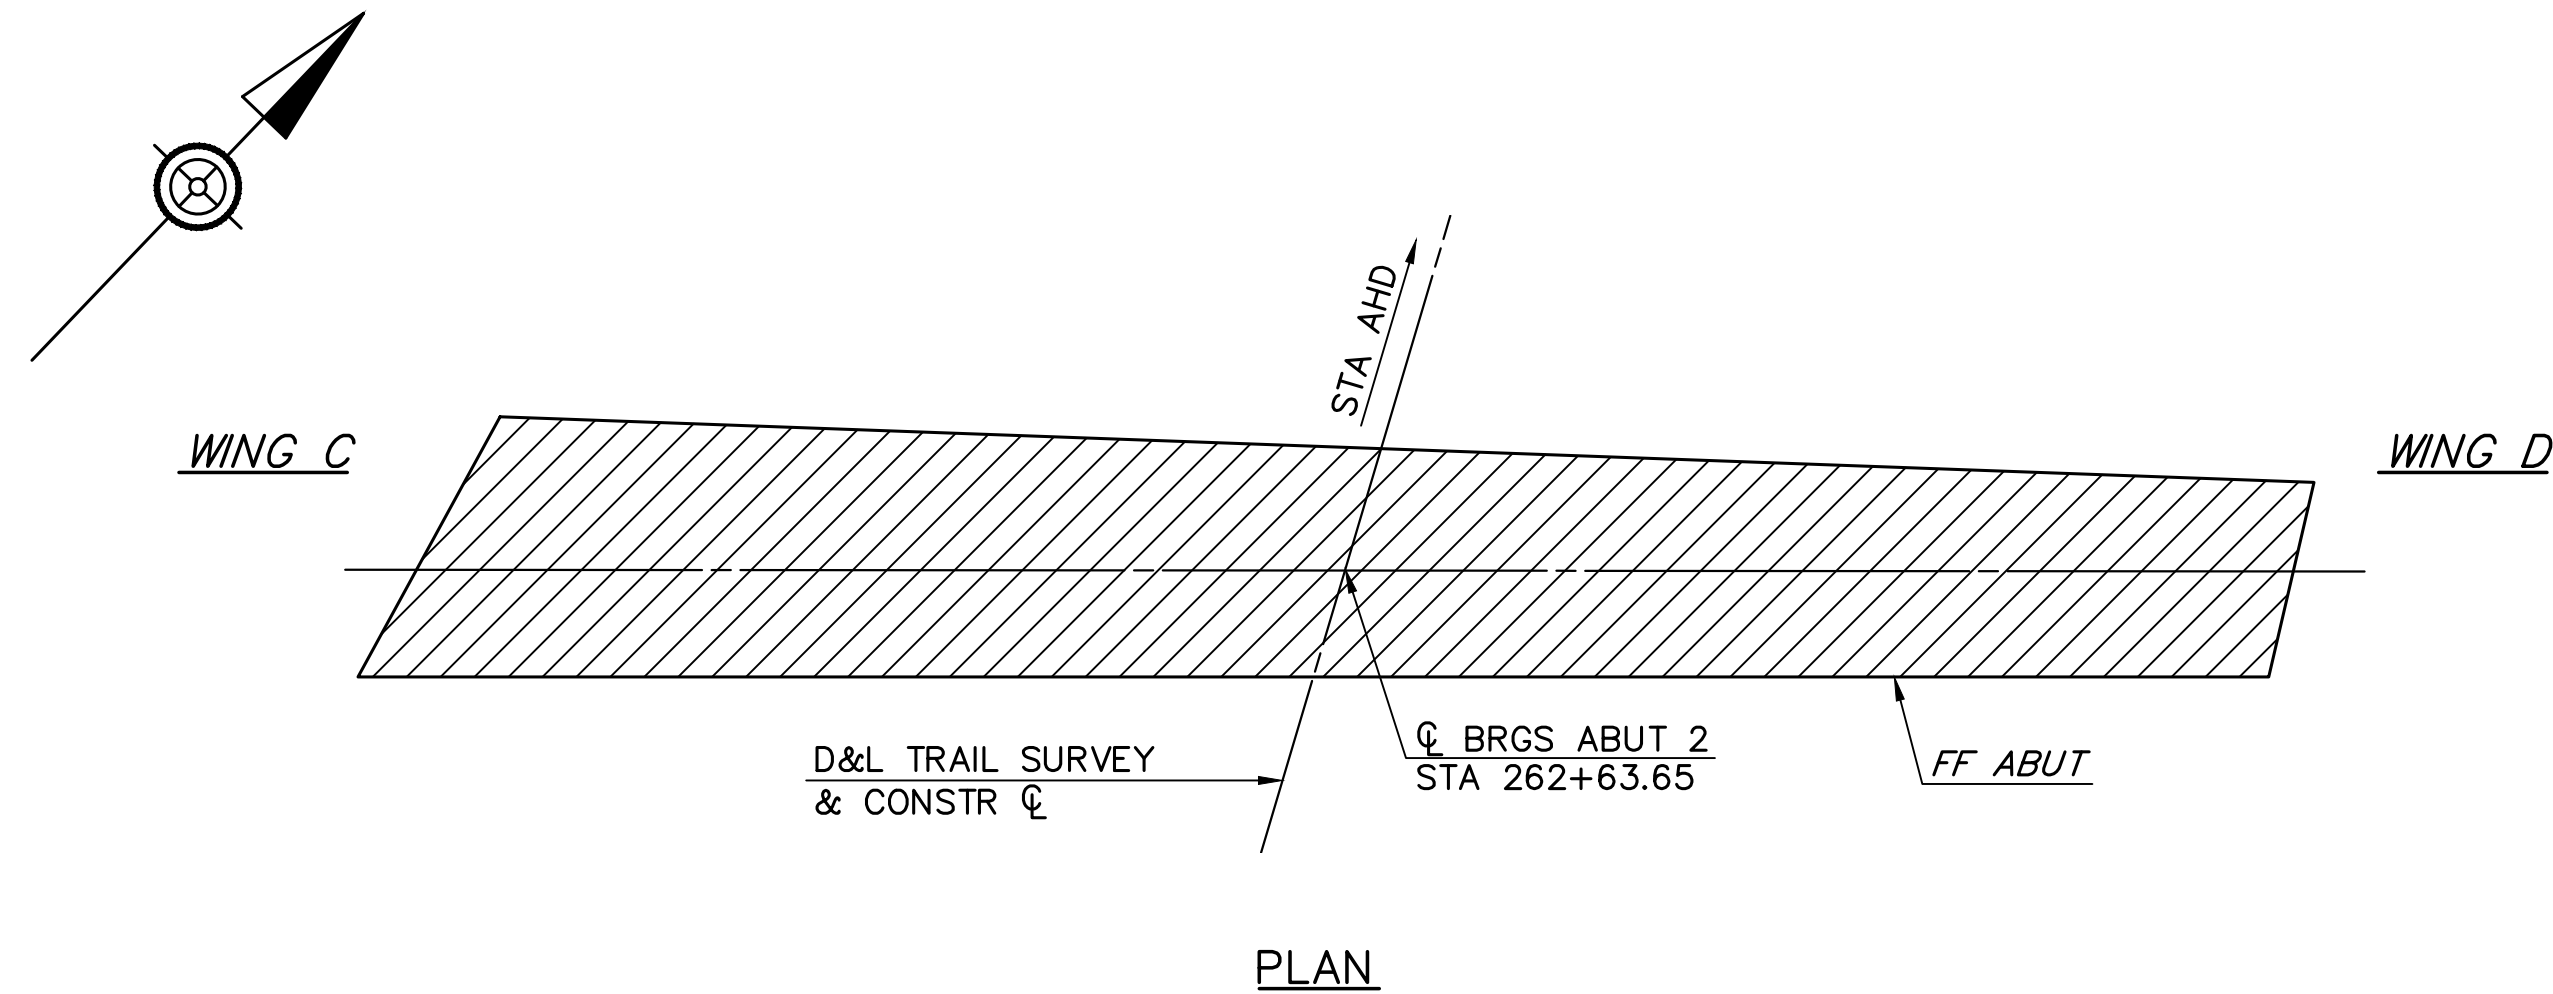 STA AHD
WING C
WING D
D&L TRAIL SURVEY
& CONSTR ℄
℄ BRGS ABUT 2
STA 262+63.65
FF ABUT
PLAN